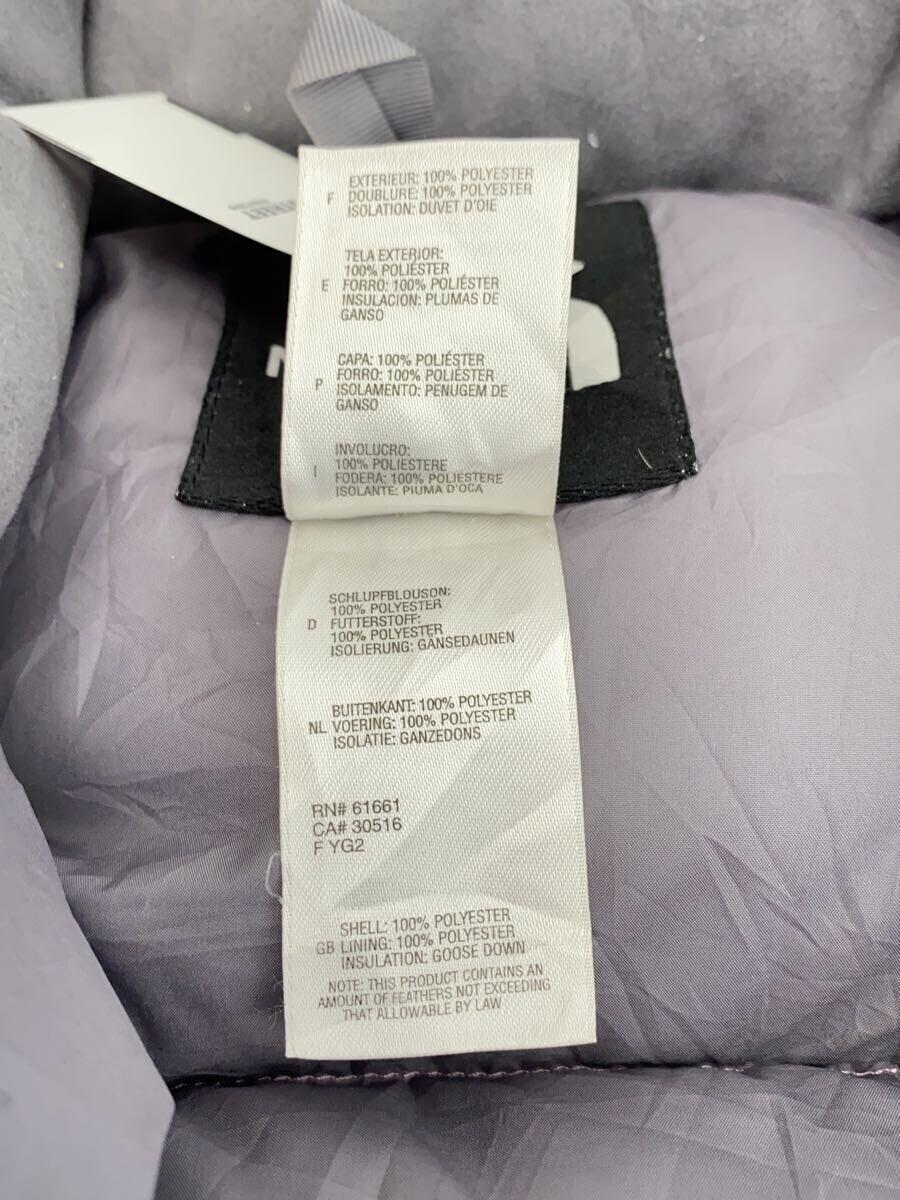 F
EXTERIEUR: 100% POLYESTER
DOUBLURE: 100% POLYESTER
ISOLATION: DUVET D'OIE
E
TELA EXTERIOR:
100% POLIÉSTER
FORRO: 100% POLIÉSTER
INSULACION: PLUMAS DE
GANSO
P
CAPA: 100% POLIÉSTER
FORRO: 100% POLIÉSTER
ISOLAMENTO: PENUGEM DE
GANSO
I
INVOLUCRO:
100% POLIESTERE
FODERA: 100% POLIESTERE
ISOLANTE: PIUMA D'OCA
D
SCHLUPFBLOUSON:
100% POLYESTER
FUTTERSTOFF:
100% POLYESTER
ISOLIERUNG: GÄNSEDAUNEN
NL
BUITENKANT: 100% POLYESTER
VOERING: 100% POLYESTER
ISOLATIE: GANZEDONS
RN# 61661
CA# 30516
F YG2
GB
SHELL: 100% POLYESTER
LINING: 100% POLYESTER
INSULATION: GOOSE DOWN
NOTE: THIS PRODUCT CONTAINS AN
AMOUNT OF FEATHERS NOT EXCEEDING
THAT ALLOWABLE BY LAW